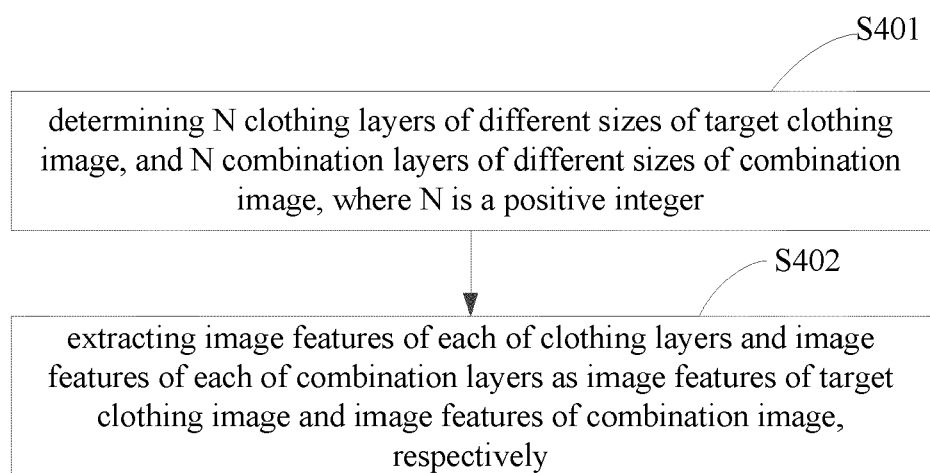 S401
determining N clothing layers of different sizes of target clothing
image, and N combination layers of different sizes of combination
image, where N is a positive integer
S402
extracting image features of each of clothing layers and image
features of each of combination layers as image features of target
clothing image and image features of combination image,
respectively